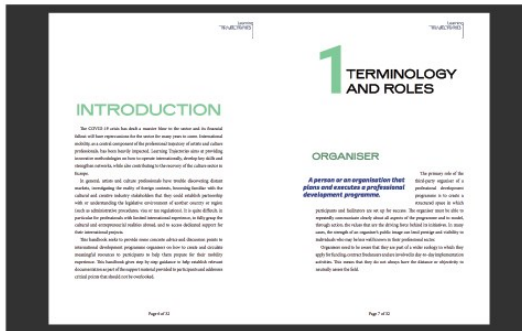 Learning
TRAJECTORIES
INTRODUCTION
The COVID-19 crisis has dealt a massive blow to the sector and its financial
fallout will have repercussions for the sector for many years to come. International
mobility, as a central component of the professional trajectory of artists and culture
professionals, has been heavily impacted. Learning Trajectories aims at providing
innovative methodologies on how to operate internationally, develop key skills and
strengthen networks, while also contributing to the recovery of the culture sector in
Europe.
In general, artists and culture professionals have trouble discovering distant
markets, investigating the reality of foreign contexts, becoming familiar with the
cultural and creative industry stakeholders that they could establish partnership
with or understanding the legislative environment of another country or region
(such as administrative procedures, visa or tax regulations). It is quite difficult, in
particular for professionals with limited international experience, to fully grasp the
cultural and entrepreneurial realities abroad, and to access dedicated support for
their international projects.
This handbook seeks to provide some concrete advice and discussion points to
international development programme organisers on how to create and circulate
meaningful resources to participants to help them prepare for their mobility
experience. This handbook gives step by step guidance to help establish relevant
documentation as part of the support material provided to participants and addresses
critical points that should not be overlooked.
Page 6 of 32
Learning
TRAJECTORIES
1 TERMINOLOGY
AND ROLES
ORGANISER
A person or an organisation that
plans and executes a professional
development programme.
The primary role of the
third-party organiser of a
professional development
programme is to create a
structured space in which
participants and facilitators are set up for success. The organiser must be able to
repeatedly communicate clearly about all aspects of the programme and to model,
through action, the values that are the driving force behind its initiatives. In many
cases, the strength of an organiser's public image can lend prestige and visibility to
individuals who may be less well known in their professional sector.
Organisers need to be aware that they are part of a wider ecology in which they
apply for funding, contract freelancers and are involved in day-to-day implementation
activities. This means that they do not always have the distance or objectivity to
neutrally assess the field.
Page 7 of 32